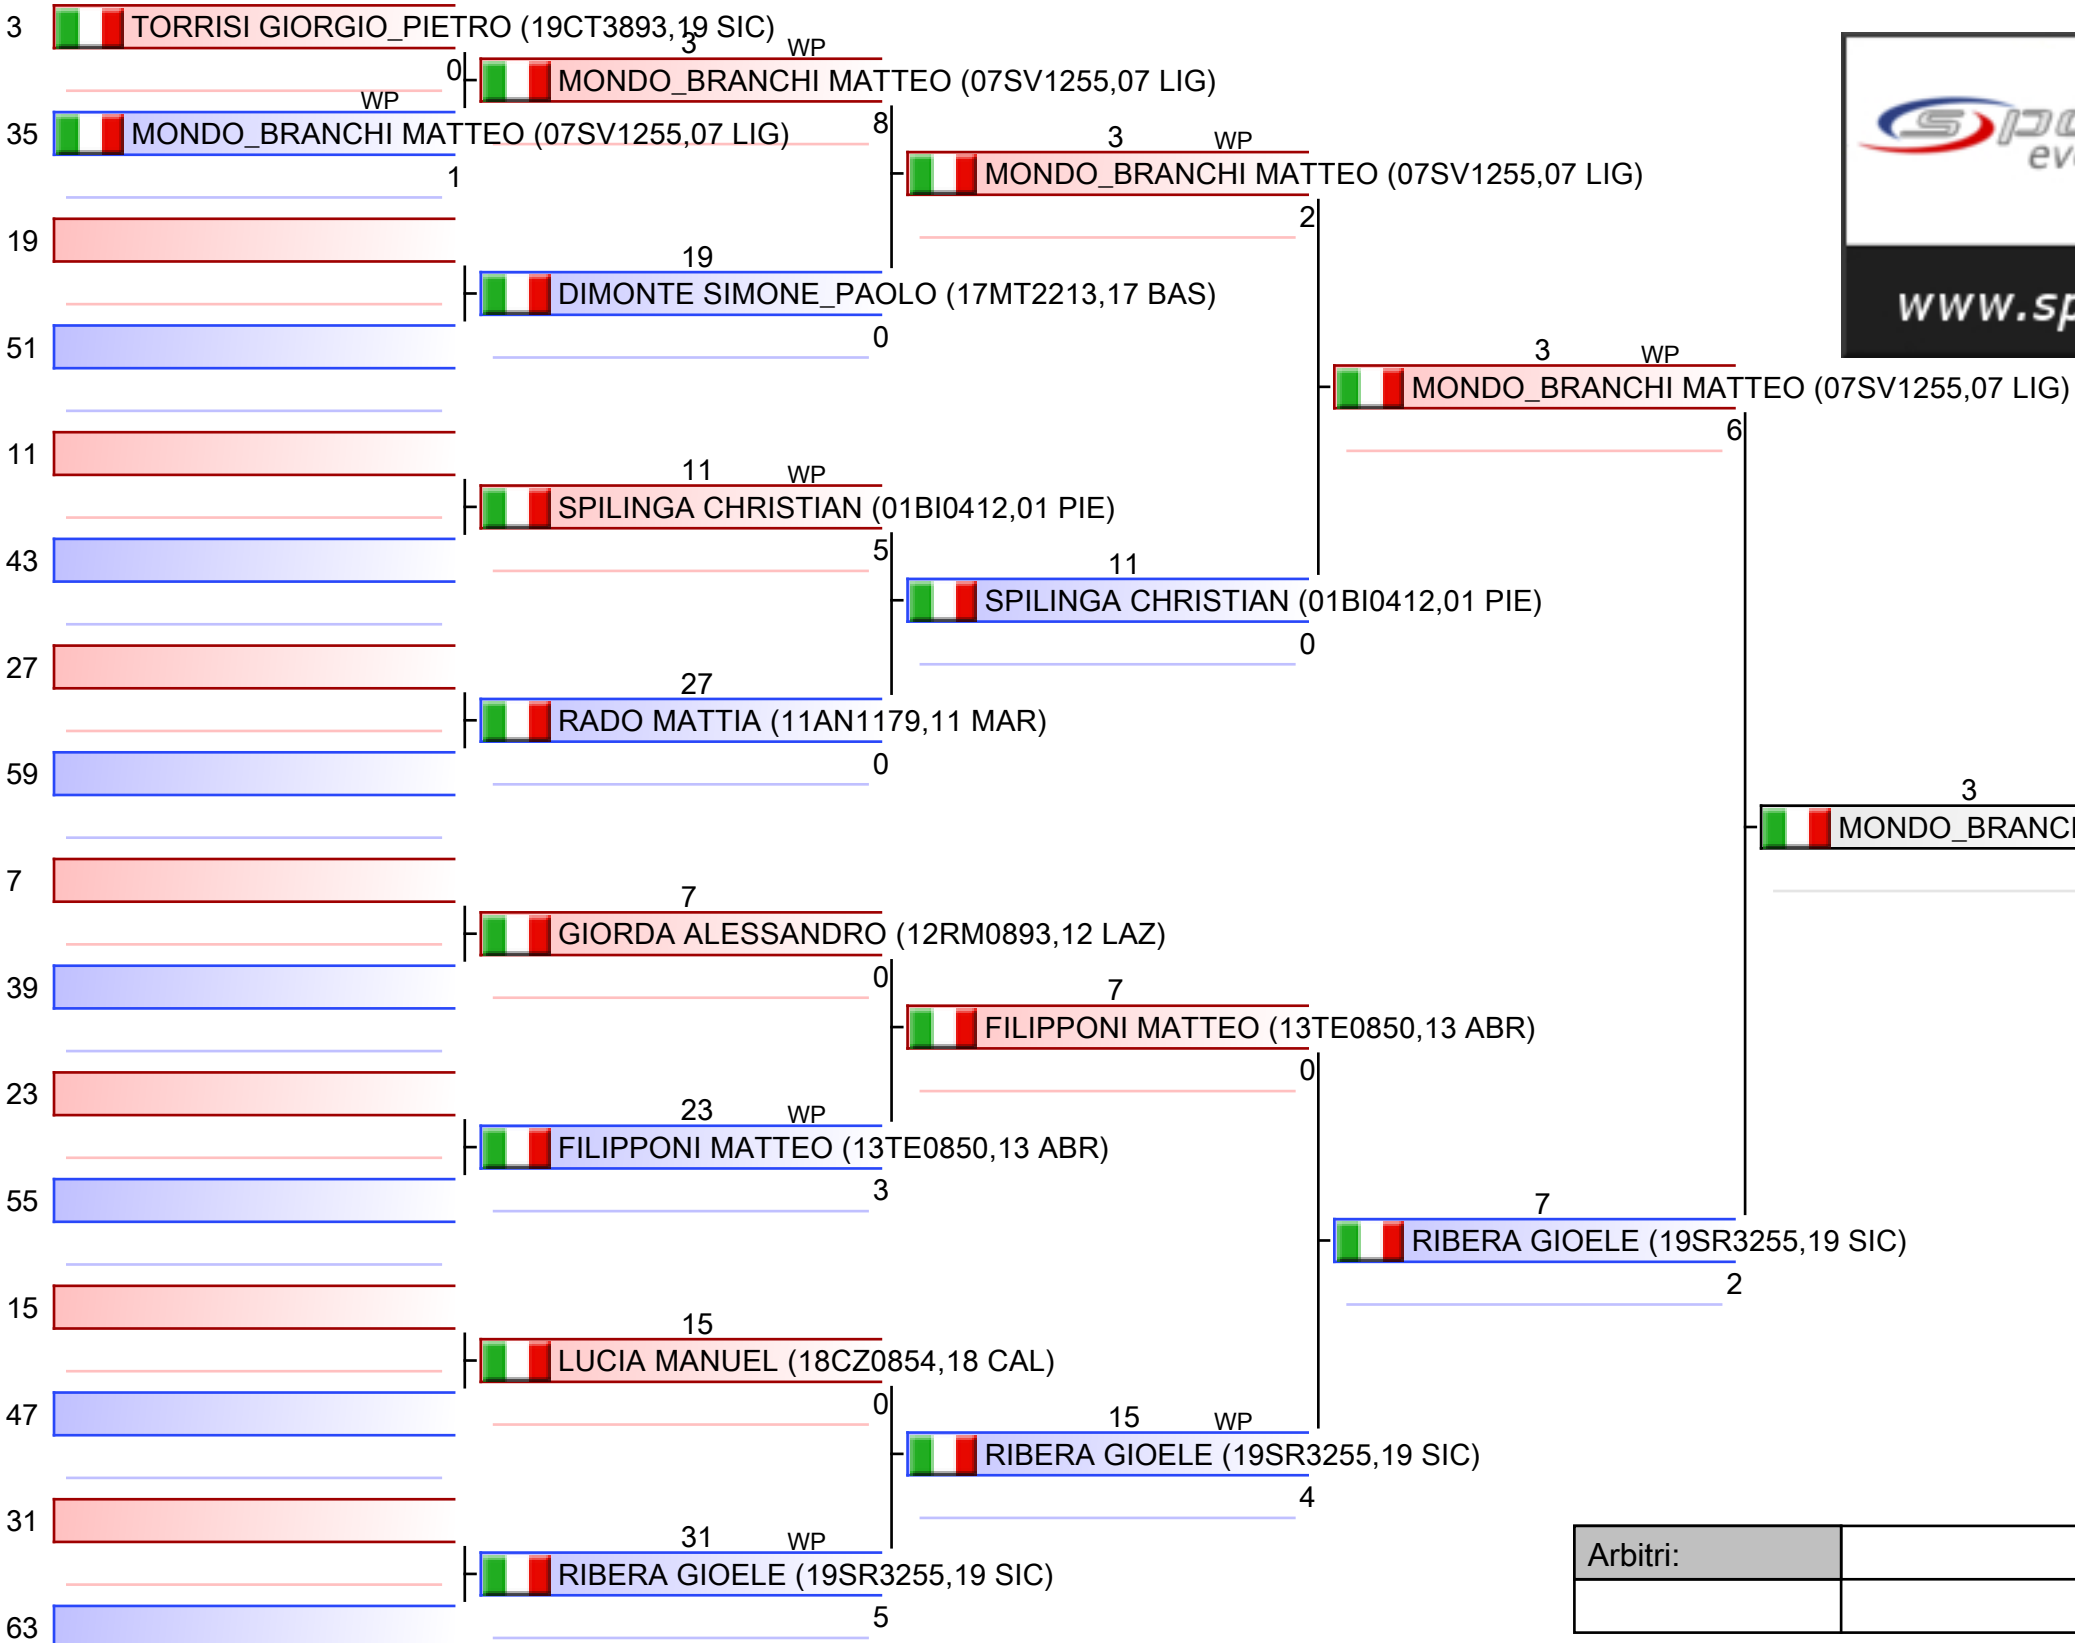 3 TORRISI GIORGIO_PIETRO (19CT3893,19 SIC)
0
3 WP
MONDO_BRANCHI MATTEO (07SV1255,07 LIG)
8
WP
35 MONDO_BRANCHI MATTEO (07SV1255,07 LIG)
1
3 WP
MONDO_BRANCHI MATTEO (07SV1255,07 LIG)
2
19
19
DIMONTE SIMONE_PAOLO (17MT2213,17 BAS)
0
51
www.sp
3 WP
MONDO_BRANCHI MATTEO (07SV1255,07 LIG)
6
11
11 WP
SPILINGA CHRISTIAN (01BI0412,01 PIE)
5
43
11
SPILINGA CHRISTIAN (01BI0412,01 PIE)
0
27
27
RADO MATTIA (11AN1179,11 MAR)
0
59
3
MONDO_BRANCH
7
7
GIORDA ALESSANDRO (12RM0893,12 LAZ)
0
39
7
FILIPPONI MATTEO (13TE0850,13 ABR)
0
23
23 WP
FILIPPONI MATTEO (13TE0850,13 ABR)
3
55
7
RIBERA GIOELE (19SR3255,19 SIC)
2
15
15
LUCIA MANUEL (18CZ0854,18 CAL)
0
47
15 WP
RIBERA GIOELE (19SR3255,19 SIC)
4
31
31 WP
RIBERA GIOELE (19SR3255,19 SIC)
5
63
Arbitri: